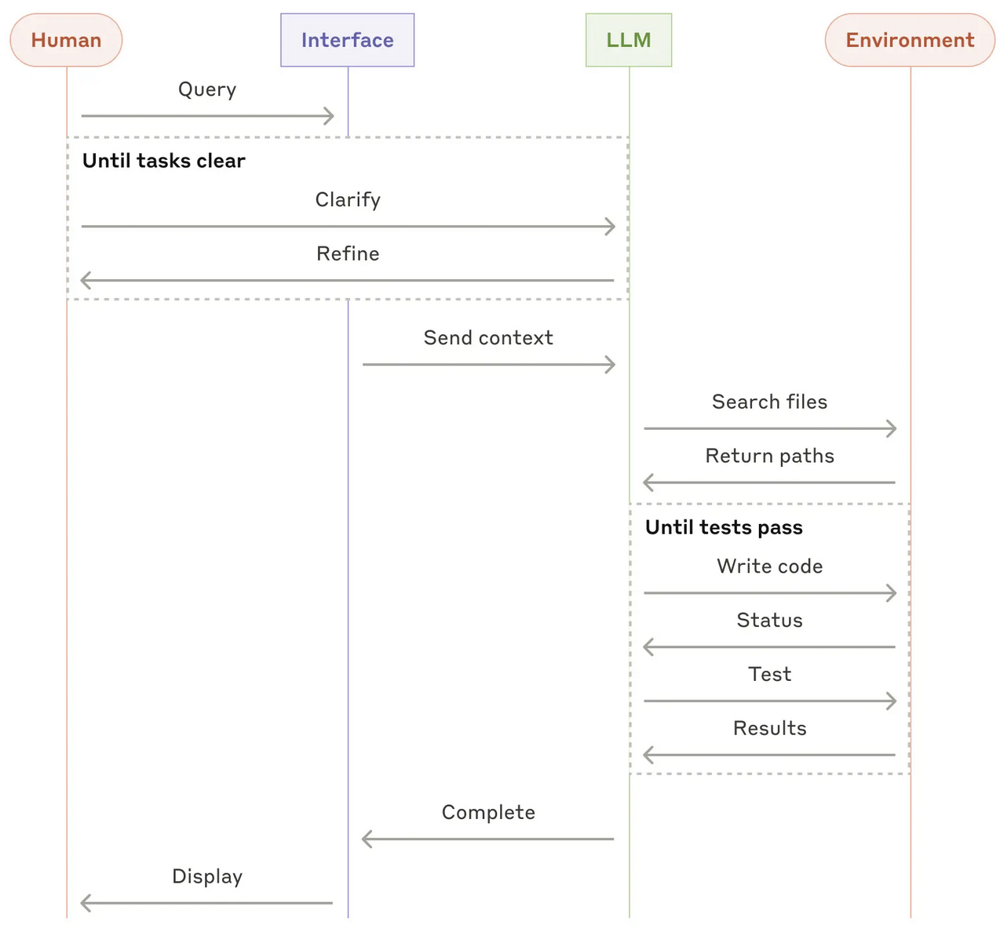 Human
Interface
LLM
Environment
Query
Until tasks clear
Clarify
Refine
Send context
Search files
Return paths
Until tests pass
Write code
Status
Test
Results
Complete
Display